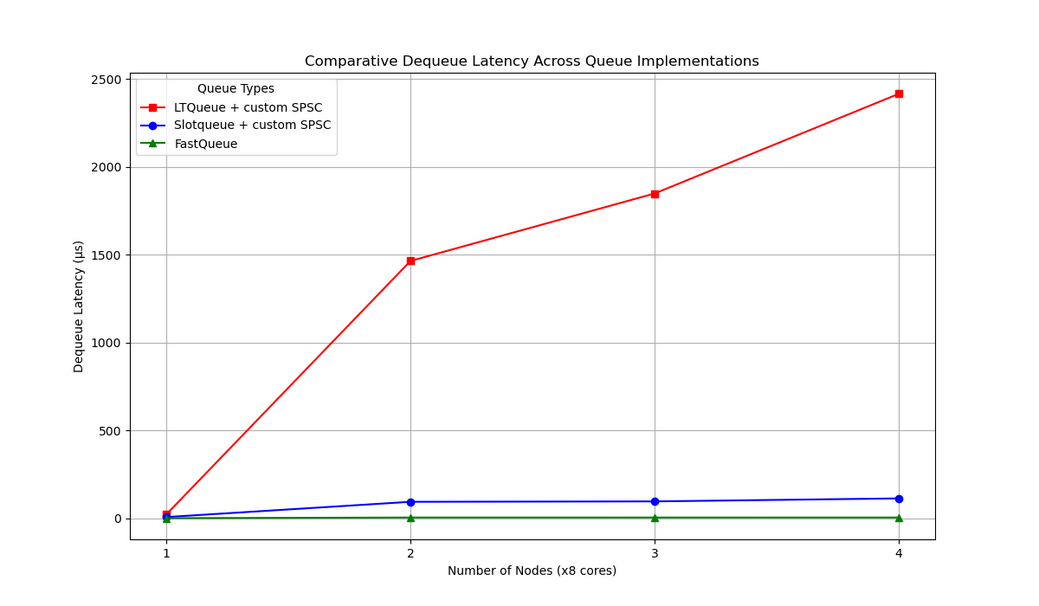 Comparative Dequeue Latency Across Queue Implementations
Queue Types
LTQueue + custom SPSC
Slotqueue + custom SPSC
FastQueue
Dequeue Latency (μs)
2500
2000
1500
1000
500
0
1 2 3 4
Number of Nodes (x8 cores)